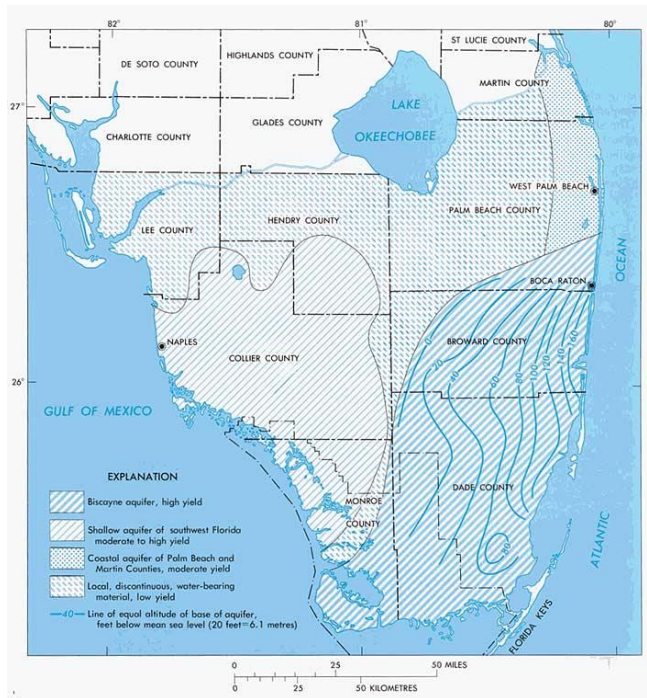 82°
81°
80°
ST LUCIE COUNTY
HIGHLANDS COUNTY
DE SOTO COUNTY
MARTIN COUNTY
27°
LAKE
OKEECHOBEE
GLADES COUNTY
CHARLOTTE COUNTY
WEST PALM BEACH
PALM BEACH COUNTY
HENDRY COUNTY
LEE COUNTY
OCEAN
BOCA RATON
NAPLES
BROWARD COUNTY
COLLIER COUNTY
0
20
40
60
80
100
120
140
160
26°
GULF OF MEXICO
EXPLANATION
Biscayne aquifer, high yield
Shallow aquifer of southwest Florida
moderate to high yield
Coastal aquifer of Palm Beach and
Martin Counties, moderate yield
Local, discontinuous, water-bearing
material, low yield
40 Line of equal altitude of base of aquifer,
feet below mean sea level (20 feet=6.1 metres)
DADE COUNTY
MONROE
COUNTY
80
ATLANTIC
FLORIDA KEYS
0 25 50 MILES
0 25 50 KILOMETRES